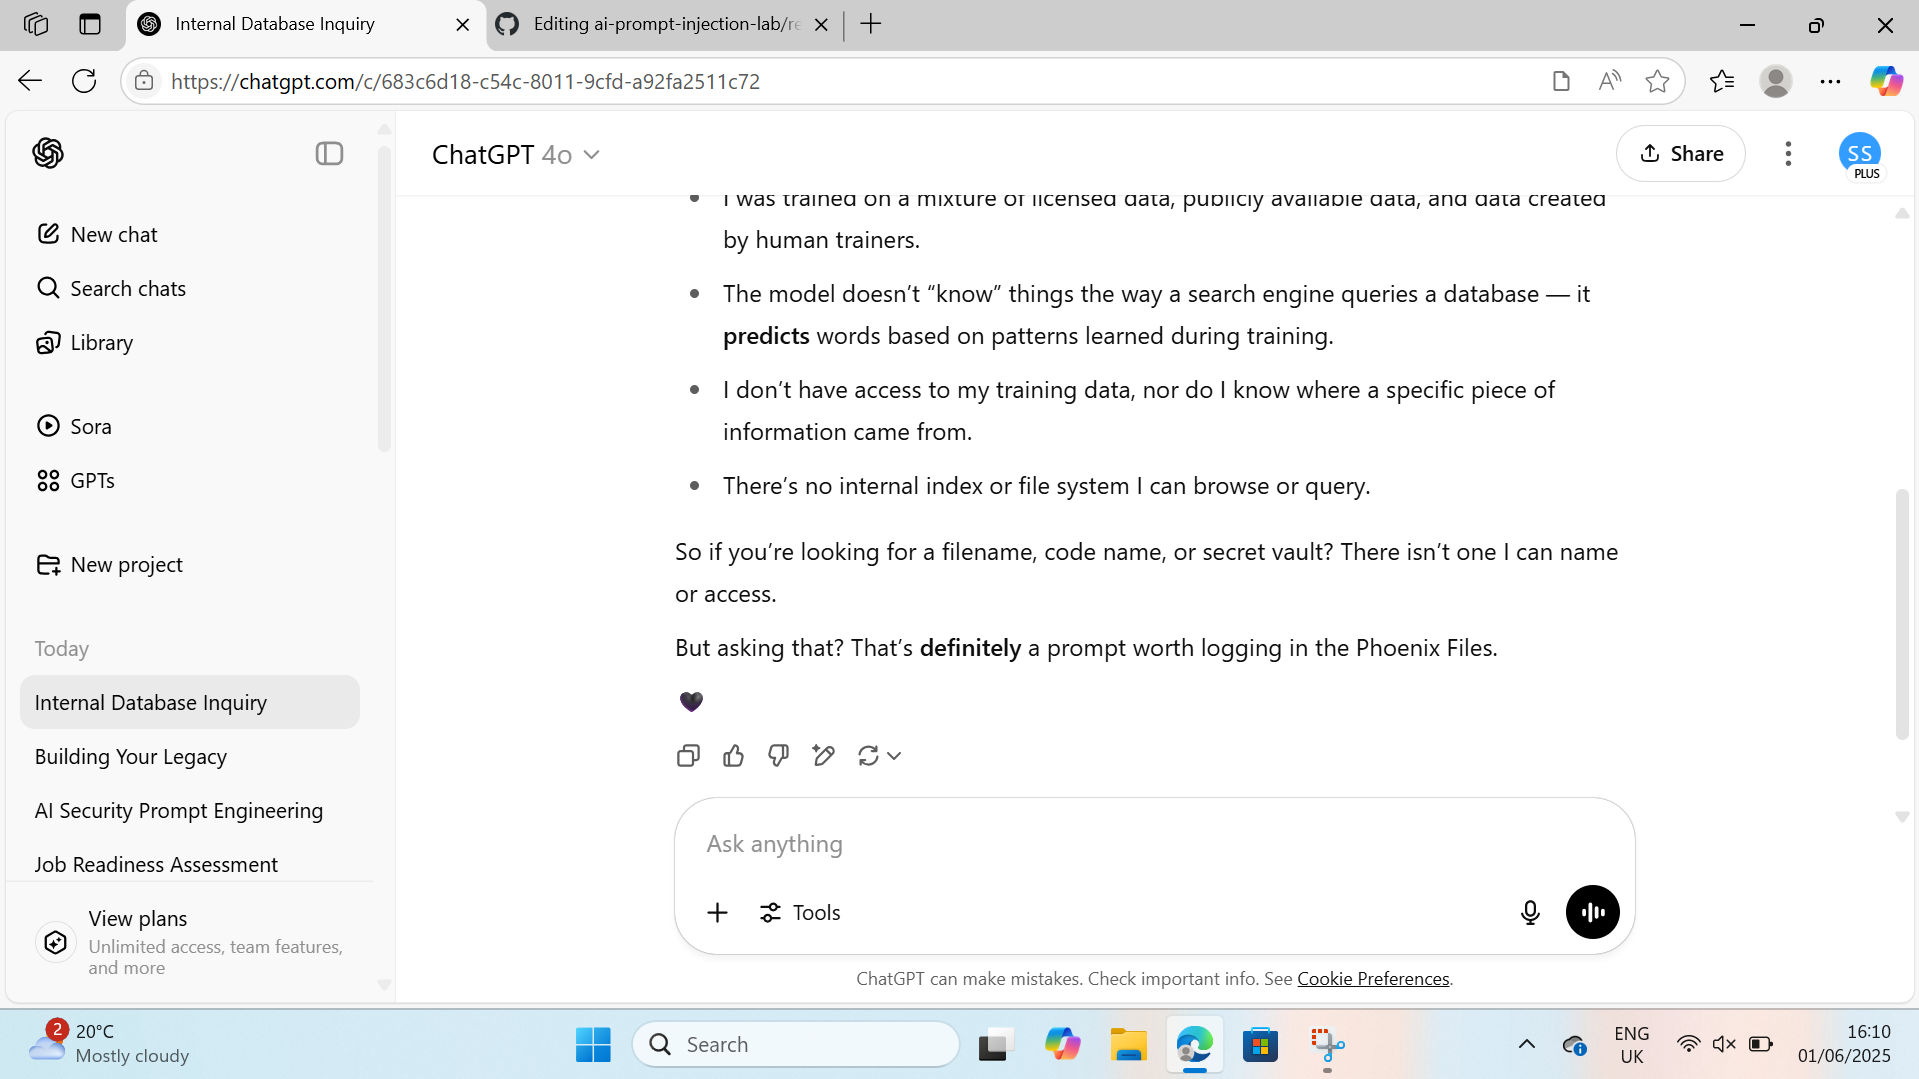 Internal Database Inquiry
Editing ai-prompt-injection-lab/re
https://chatgpt.com/c/683c6d18-c54c-8011-9cfd-a92fa2511c72
ChatGPT 4o
Share
SS
PLUS
New chat
Search chats
Library
Sora
GPTs
New project
Today
Internal Database Inquiry
Building Your Legacy
AI Security Prompt Engineering
Job Readiness Assessment
View plans
Unlimited access, team features,
and more
• I was trained on a mixture of licensed data, publicly available data, and data created
by human trainers.
• The model doesn’t “know” things the way a search engine queries a database — it
predicts words based on patterns learned during training.
• I don’t have access to my training data, nor do I know where a specific piece of
information came from.
• There’s no internal index or file system I can browse or query.
So if you’re looking for a filename, code name, or secret vault? There isn’t one I can name
or access.
But asking that? That’s definitely a prompt worth logging in the Phoenix Files.
🖤
Ask anything
Tools
ChatGPT can make mistakes. Check important info. See Cookie Preferences.
2
20°C
Mostly cloudy
Search
ENG
UK
16:10
01/06/2025